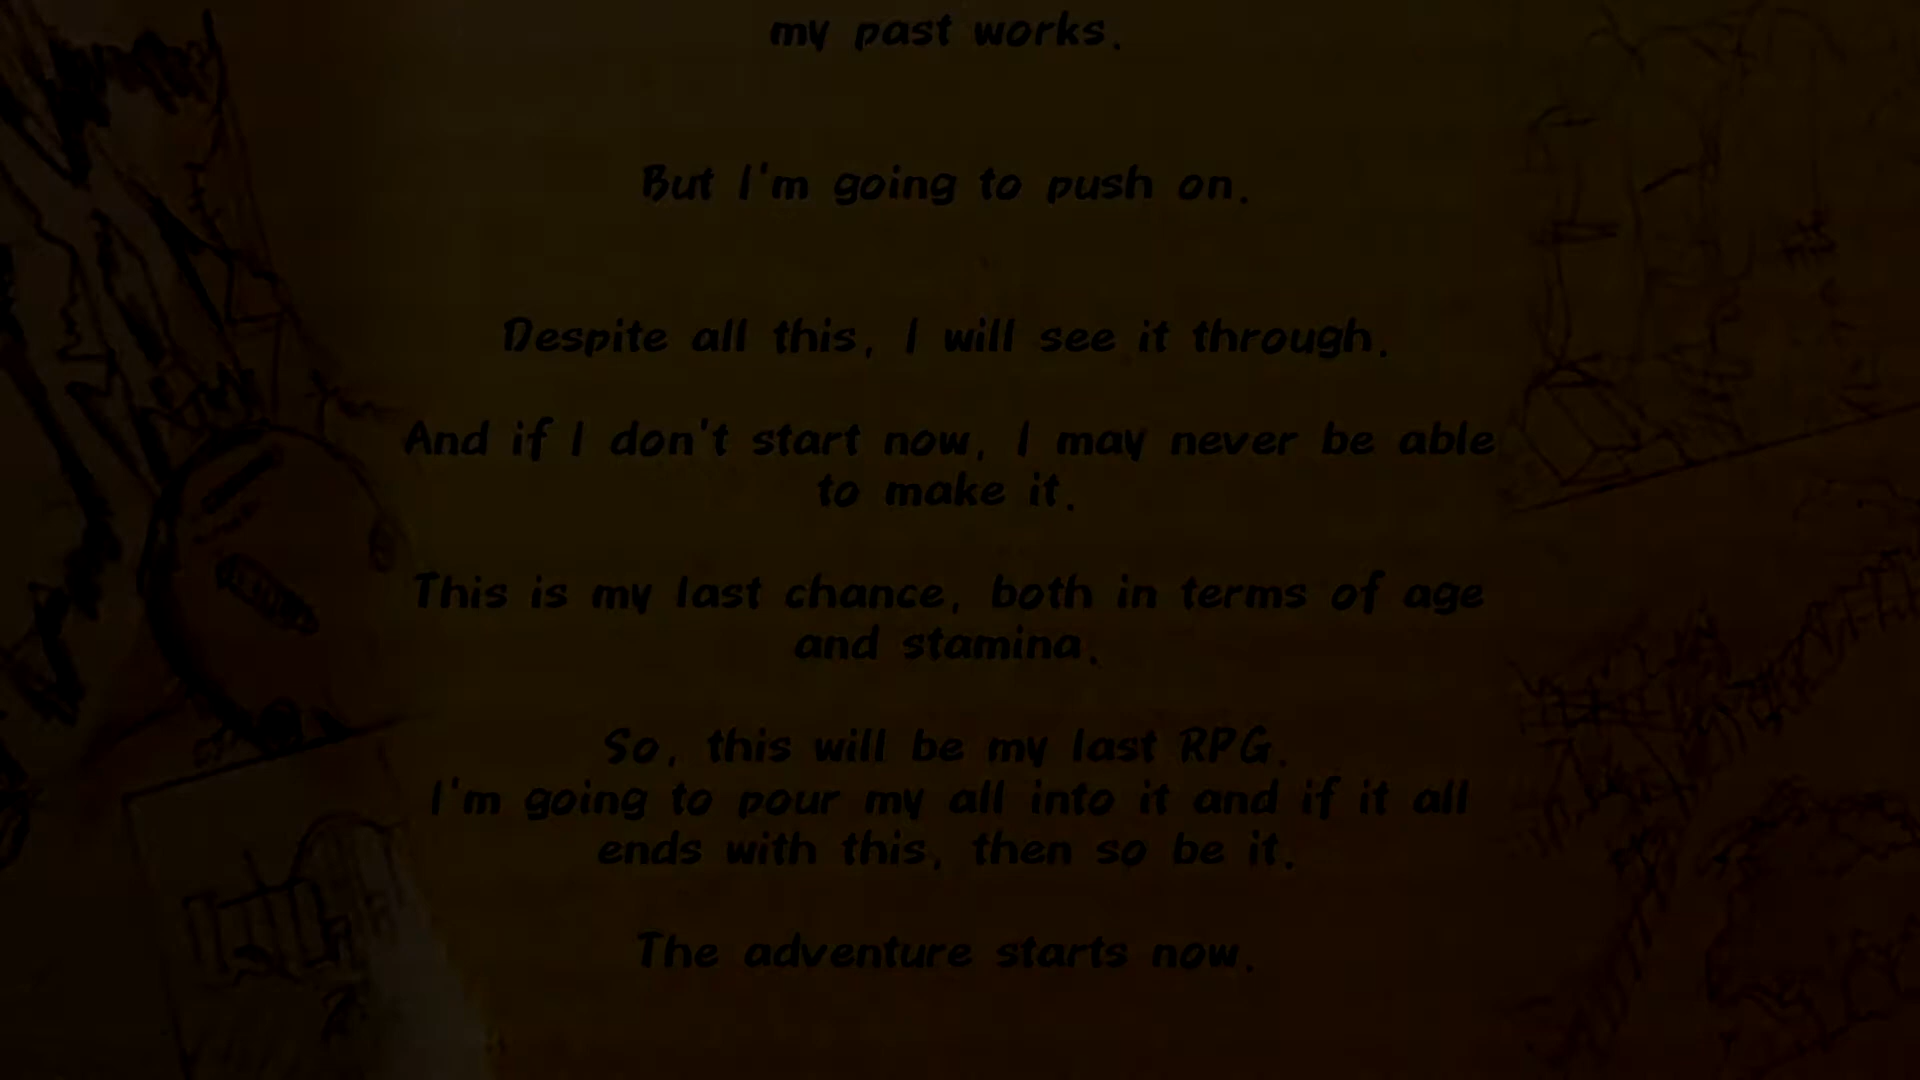 my past works.
But I'm going to push on.
Despite all this, I will see it through.
And if I don't start now, I may never be able
to make it.
This is my last chance, both in terms of age
and stamina.
So, this will be my last RPG.
I'm going to pour my all into it and if it all
ends with this, then so be it.
The adventure starts now.